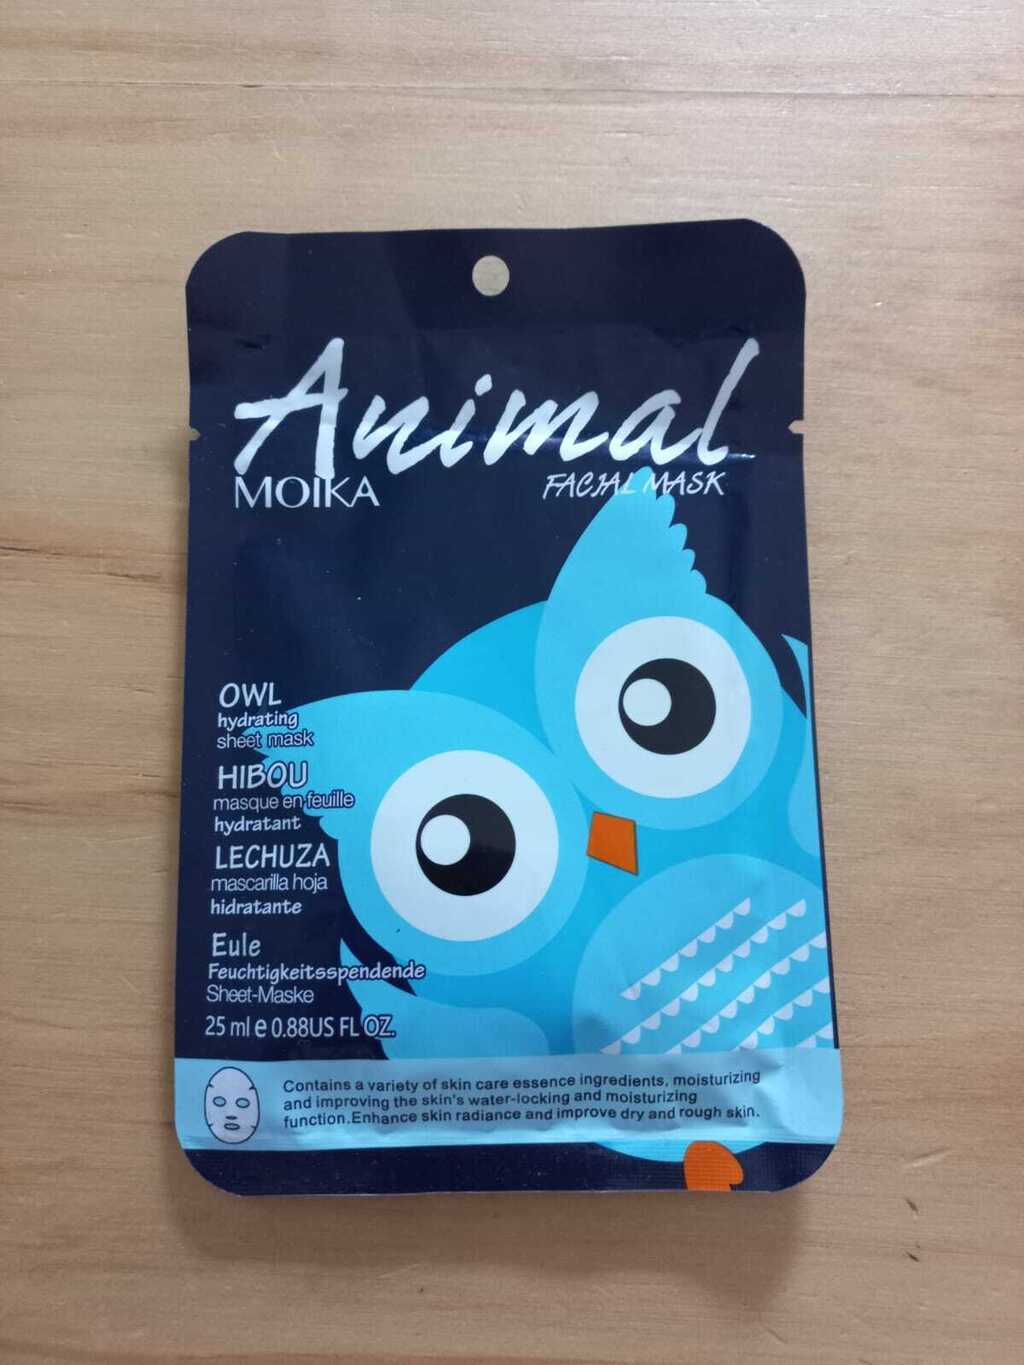 Animal
MOIKA
FACIAL MASK
OWL
hydrating
sheet mask
HIBOU
masque en feuille
hydratant
LECHUZA
mascarilla hoja
hidratante
Eule
Feuchtigkeitsspendende
Sheet-Maske
25 ml e 0.88US FL OZ.
Contains a variety of skin care essence ingredients, moisturizing
and improving the skin's water-locking and moisturizing
function.Enhance skin radiance and improve dry and rough skin.